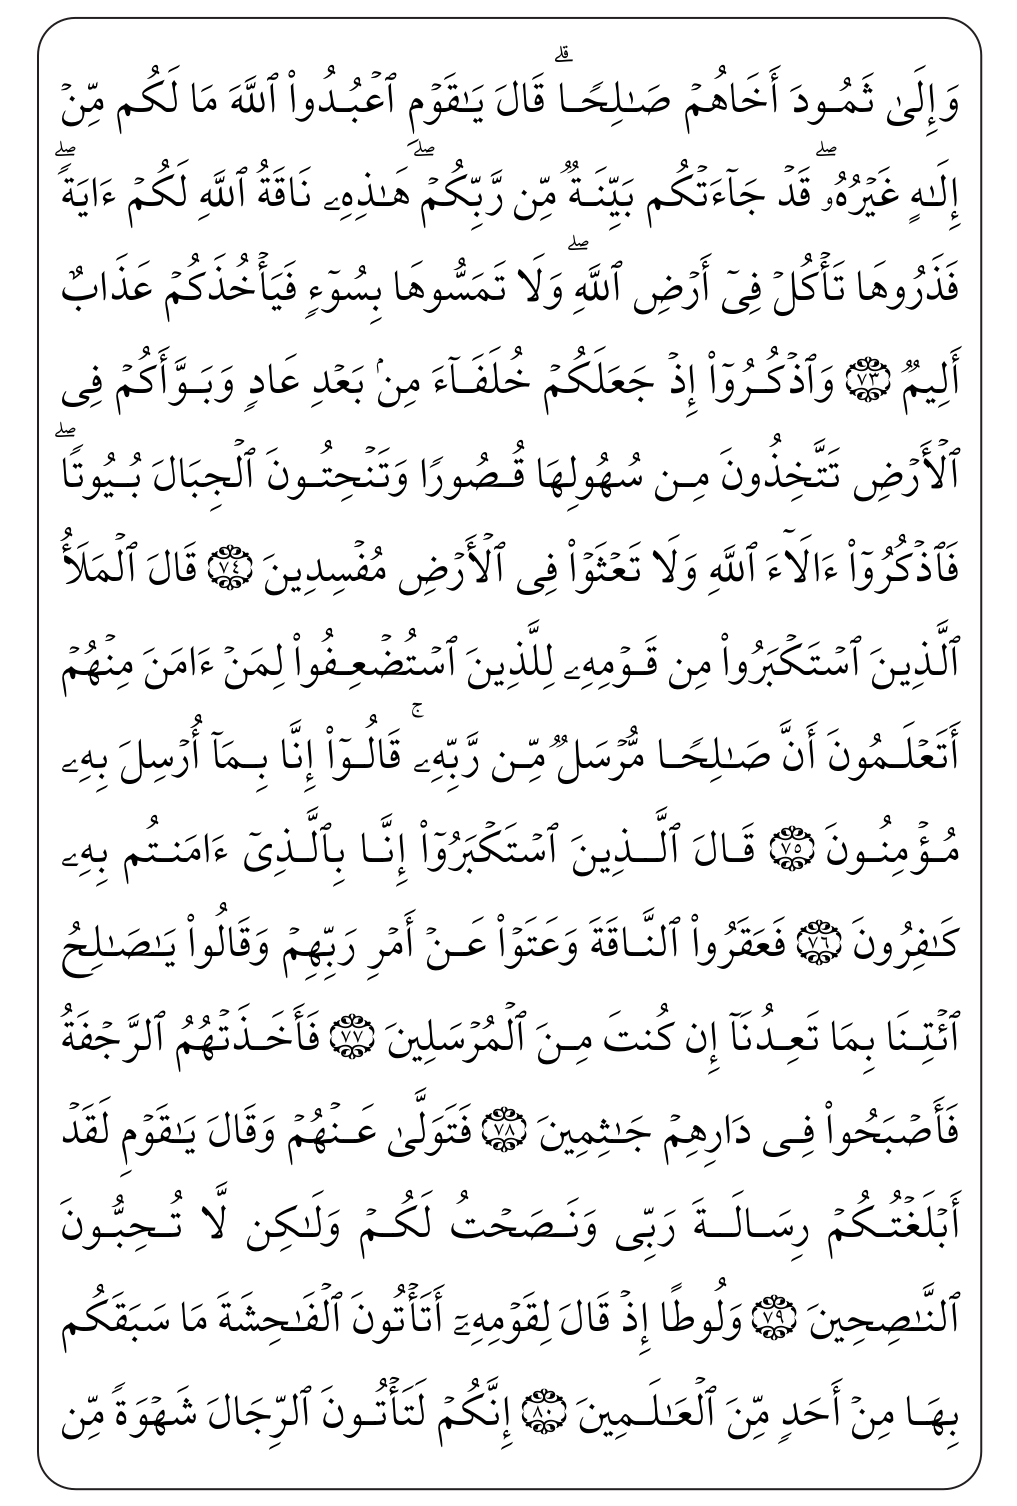 وَإِلَىٰ ثَمُودَ أَخَاهُمْ صَـٰلِحًا ۗ قَالَ يَـٰقَوْمِ ٱعْبُدُوا۟ ٱللَّهَ مَا لَكُم مِّنْ
إِلَـٰهٍ غَيْرُهُۥ ۖ قَدْ جَآءَتْكُم بَيِّنَةٌ مِّن رَّبِّكُمْ ۖ هَـٰذِهِۦ نَاقَةُ ٱللَّهِ لَكُمْ ءَايَةً ۖ
فَذَرُوهَا تَأْكُلْ فِىٓ أَرْضِ ٱللَّهِ ۖ وَلَا تَمَسُّوهَا بِسُوٓءٍ فَيَأْخُذَكُمْ عَذَابٌ
أَلِيمٌ ٧٣ وَٱذْكُرُوٓا۟ إِذْ جَعَلَكُمْ خُلَفَآءَ مِنۢ بَعْدِ عَادٍ وَبَوَّأَكُمْ فِى
ٱلْأَرْضِ تَتَّخِذُونَ مِن سُهُولِهَا قُصُورًا وَتَنْحِتُونَ ٱلْجِبَالَ بُيُوتًا ۖ
فَٱذْكُرُوٓا۟ ءَالَآءَ ٱللَّهِ وَلَا تَعْثَوْا۟ فِى ٱلْأَرْضِ مُفْسِدِينَ ٧٤ قَالَ ٱلْمَلَأُ
ٱلَّذِينَ ٱسْتَكْبَرُوا۟ مِن قَوْمِهِۦ لِلَّذِينَ ٱسْتُضْعِفُوا۟ لِمَنْ ءَامَنَ مِنْهُمْ
أَتَعْلَمُونَ أَنَّ صَـٰلِحًا مُّرْسَلٌ مِّن رَّبِّهِۦ ۚ قَالُوٓا۟ إِنَّا بِمَآ أُرْسِلَ بِهِۦ
مُؤْمِنُونَ ٧٥ قَالَ ٱلَّذِينَ ٱسْتَكْبَرُوٓا۟ إِنَّا بِٱلَّذِىٓ ءَامَنتُم بِهِۦ
كَـٰفِرُونَ ٧٦ فَعَقَرُوا۟ ٱلنَّاقَةَ وَعَتَوْا۟ عَنْ أَمْرِ رَبِّهِمْ وَقَالُوا۟ يَـٰصَـٰلِحُ
ٱئْتِنَا بِمَا تَعِدُنَآ إِن كُنتَ مِنَ ٱلْمُرْسَلِينَ ٧٧ فَأَخَذَتْهُمُ ٱلرَّجْفَةُ
فَأَصْبَحُوا۟ فِى دَارِهِمْ جَـٰثِمِينَ ٧٨ فَتَوَلَّىٰ عَنْهُمْ وَقَالَ يَـٰقَوْمِ لَقَدْ
أَبْلَغْتُكُمْ رِسَالَةَ رَبِّى وَنَصَحْتُ لَكُمْ وَلَـٰكِن لَّا تُحِبُّونَ
ٱلنَّـٰصِحِينَ ٧٩ وَلُوطًا إِذْ قَالَ لِقَوْمِهِۦٓ أَتَأْتُونَ ٱلْفَـٰحِشَةَ مَا سَبَقَكُم
بِهَا مِنْ أَحَدٍ مِّنَ ٱلْعَـٰلَمِينَ ٨٠ إِنَّكُمْ لَتَأْتُونَ ٱلرِّجَالَ شَهْوَةً مِّن